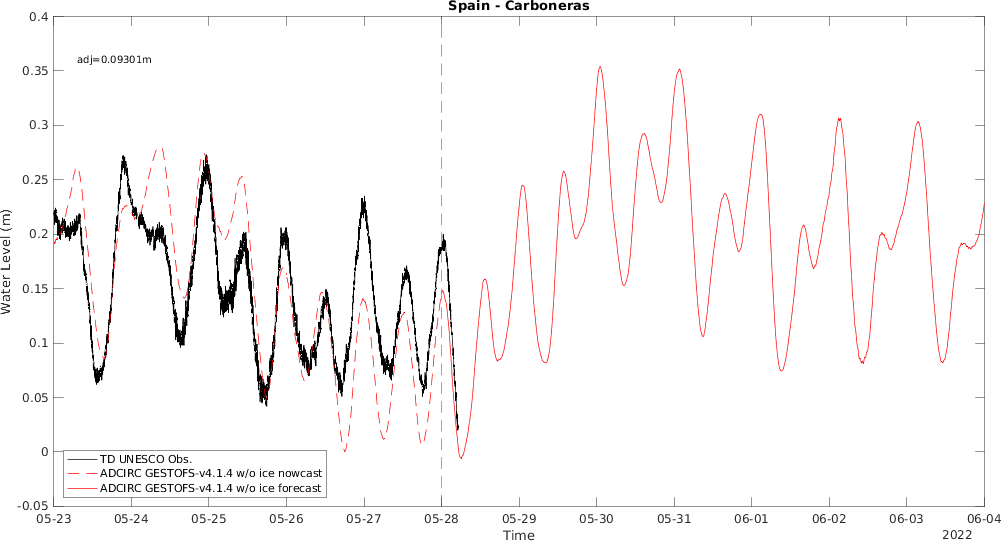 Spain - Carboneras
0.4
0.35
0.3
0.25
0.2
0.15
0.1
0.05
0
-0.05
Water Level (m)
adj=0.09301m
TD UNESCO Obs.
ADCIRC GESTOFS-v4.1.4 w/o ice nowcast
ADCIRC GESTOFS-v4.1.4 w/o ice forecast
05-23 05-24 05-25 05-26 05-27 05-28 05-29 05-30 05-31 06-01 06-02 06-03 06-04
Time
2022